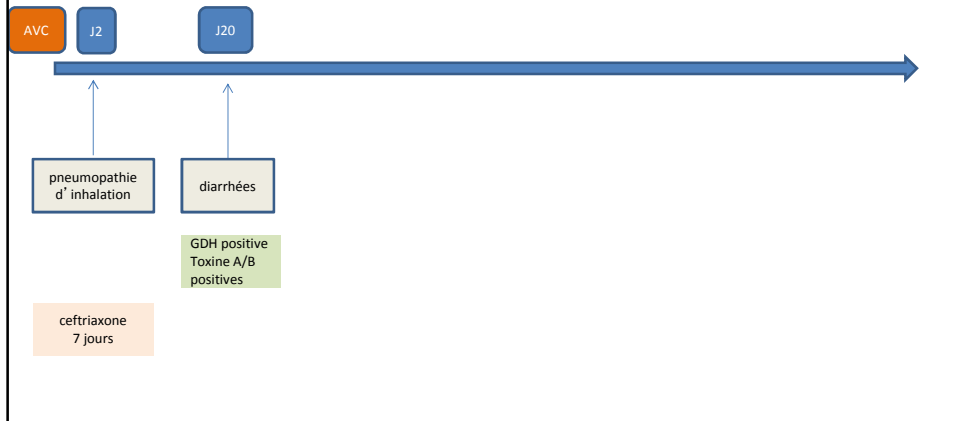 AVC
J2
J20
pneumopathie
d’inhalation
diarrhées
GDH positive
Toxine A/B
positives
ceftriaxone
7 jours